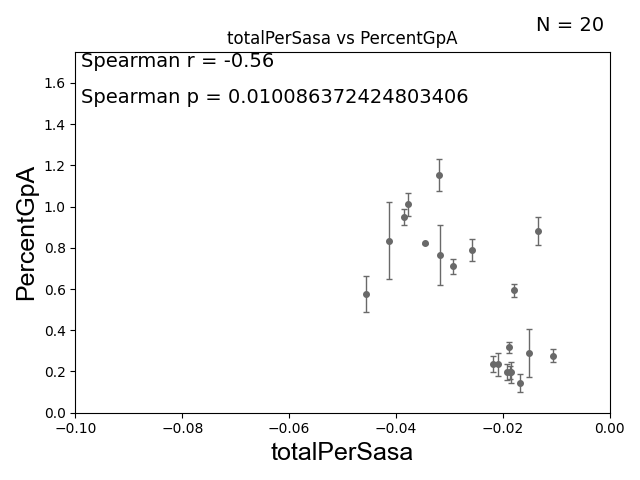 N = 20
totalPerSasa vs PercentGpA
Spearman r = -0.56
Spearman p = 0.010086372424803406
1.6
1.4
1.2
1.0
0.8
0.6
0.4
0.2
0.0
PercentGpA
−0.10 −0.08 −0.06 −0.04 −0.02 0.00
totalPerSasa